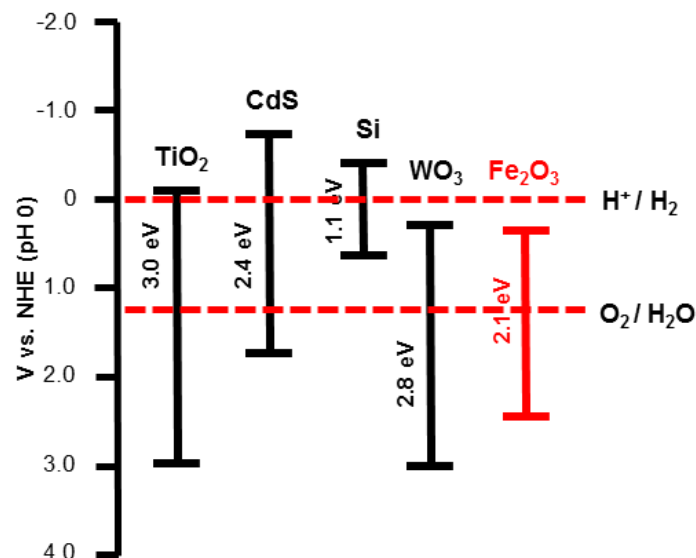 -2.0
-1.0
0
1.0
2.0
3.0
4.0
V vs. NHE (pH 0)
TiO₂
3.0 eV
CdS
2.4 eV
Si
1.1 eV
WO₃
2.8 eV
Fe₂O₃
2.1 eV
H⁺ / H₂
O₂ / H₂O